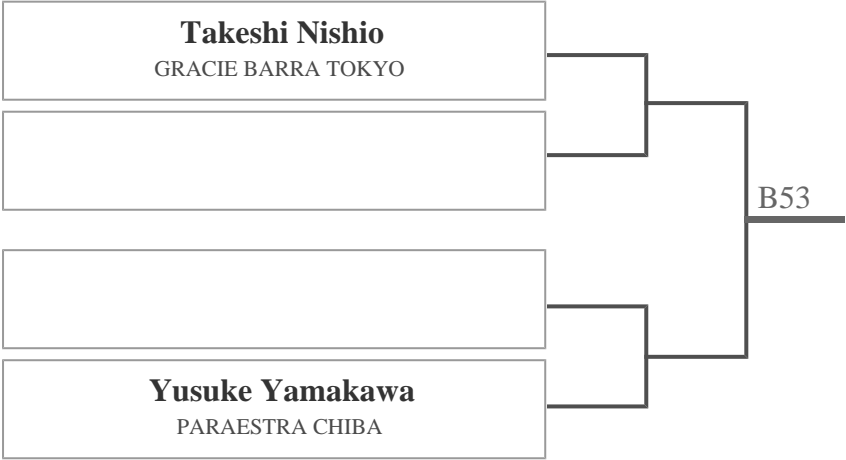 Takeshi Nishio
GRACIE BARRA TOKYO
B53
Yusuke Yamakawa
PARAESTRA CHIBA